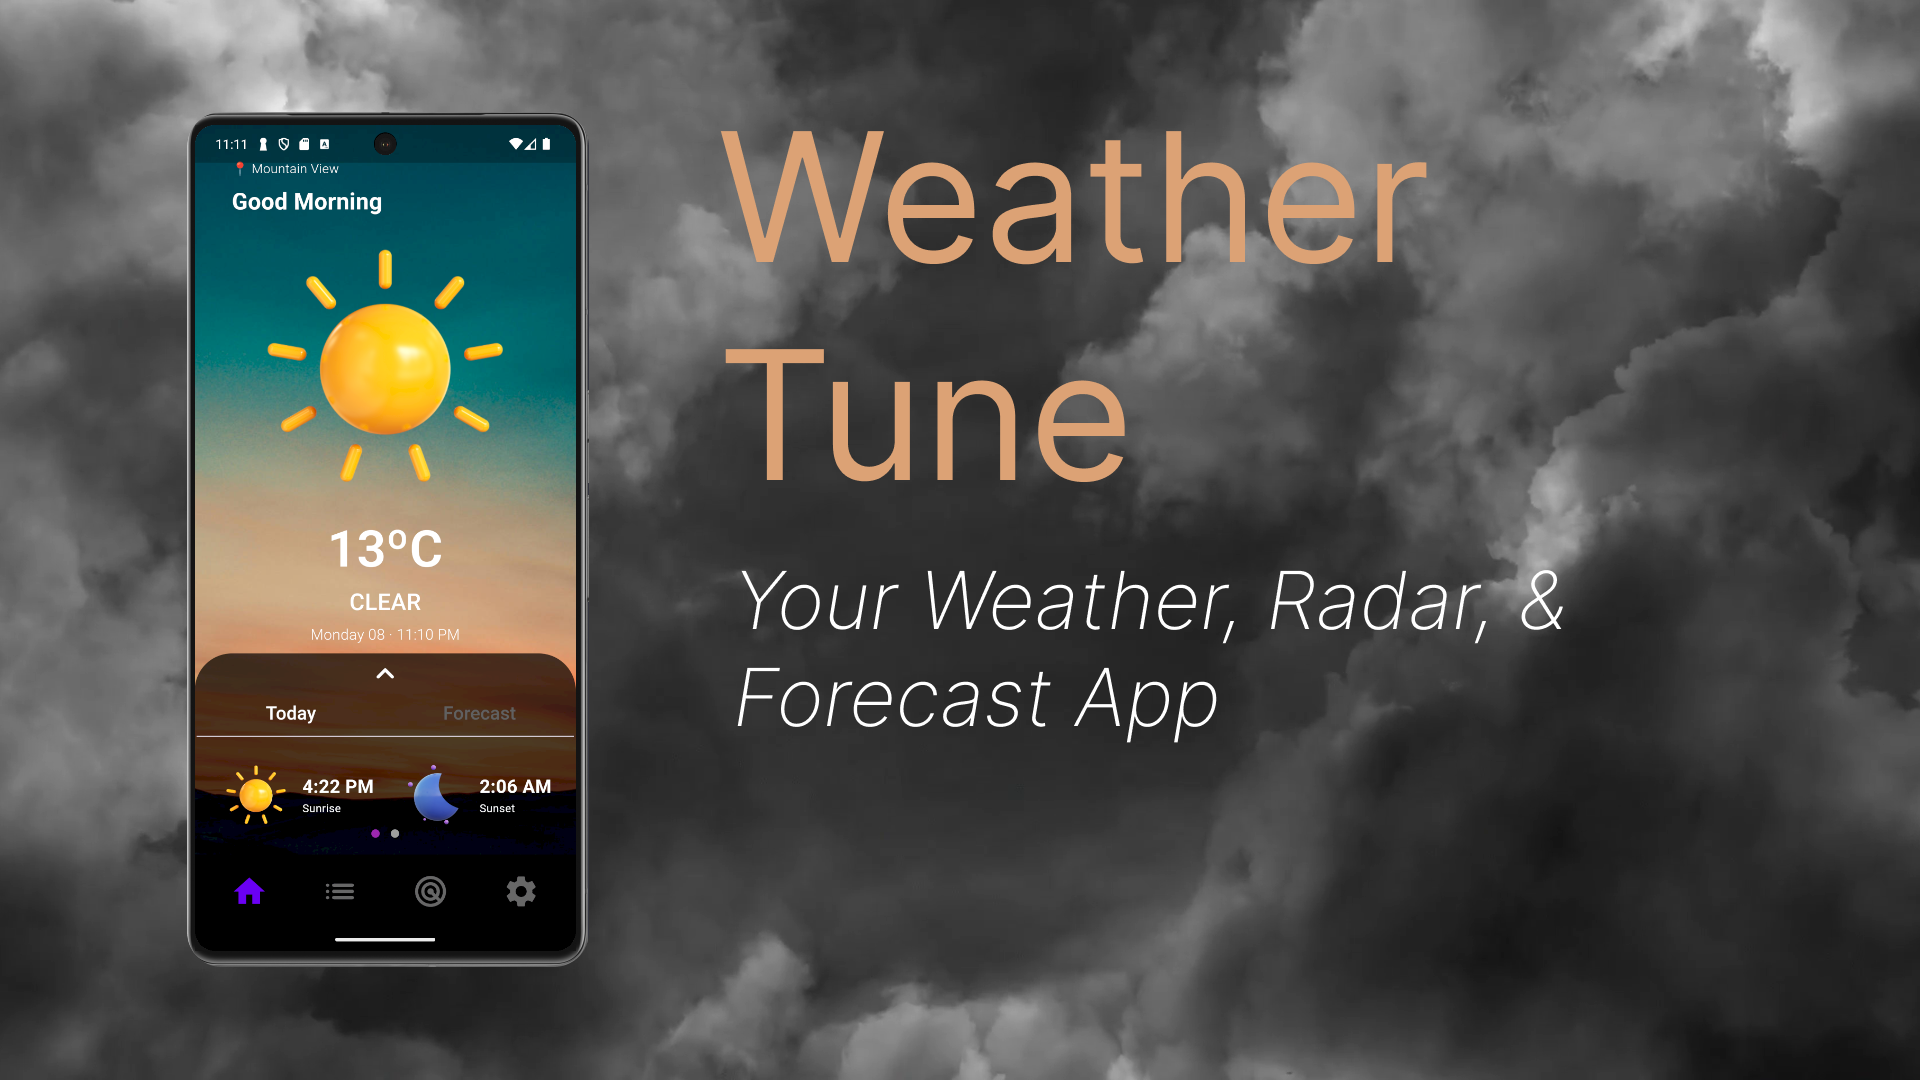 11:11
Mountain View
Good Morning
13ºC
CLEAR
Monday 08 · 11:10 PM
Today
Forecast
4:22 PM
Sunrise
2:06 AM
Sunset
Weather
Tune
Your Weather, Radar, &
Forecast App